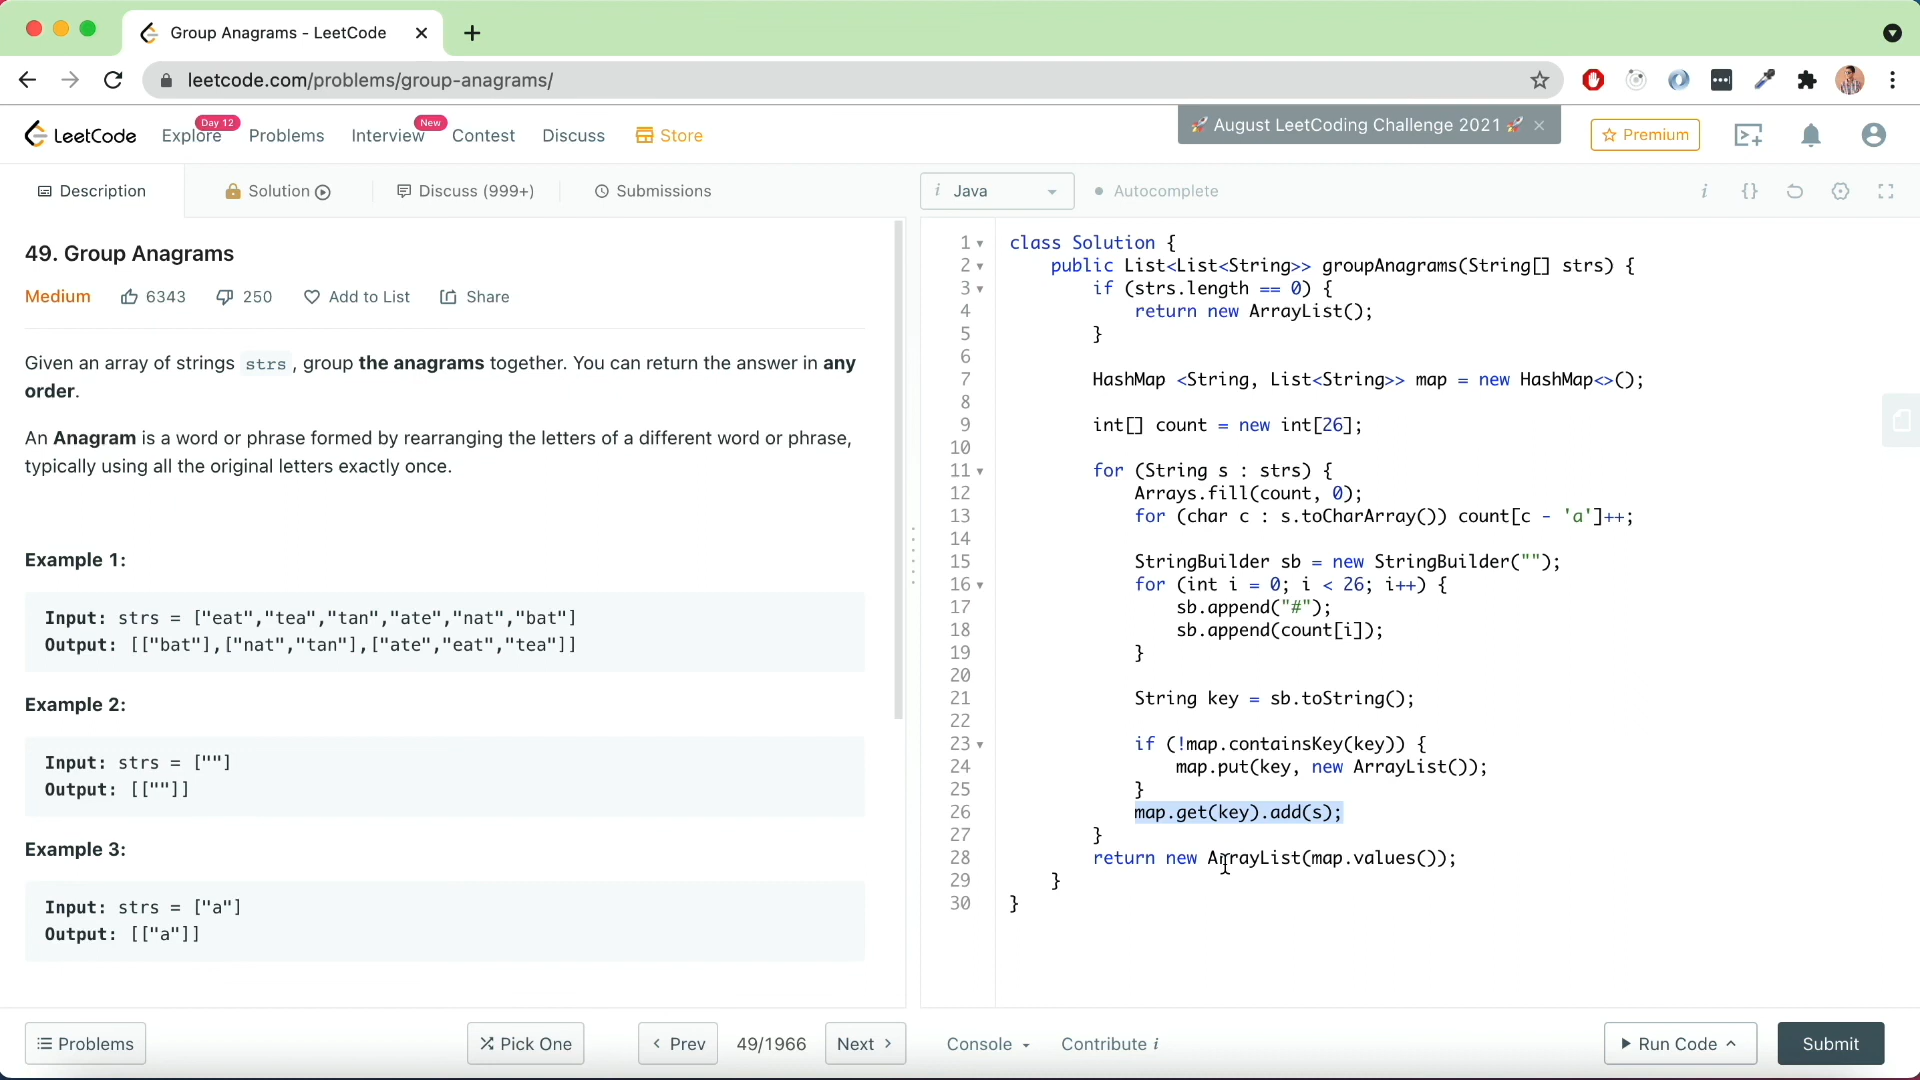 Group Anagrams - LeetCode
leetcode.com/problems/group-anagrams/
LeetCode
Explore
Day 12
Problems
Interview
New
Contest
Discuss
Store
🚀 August LeetCoding Challenge 2021 🚀
Premium
Description
Solution
Discuss (999+)
Submissions
i Java
Autocomplete
i
{}
49. Group Anagrams
Medium 6343 250 Add to List Share
Given an array of strings strs, group the anagrams together. You can return the answer in any
order.
An Anagram is a word or phrase formed by rearranging the letters of a different word or phrase,
typically using all the original letters exactly once.
Example 1:
Input: strs = ["eat","tea","tan","ate","nat","bat"]
Output: [["bat"],["nat","tan"],["ate","eat","tea"]]
Example 2:
Input: strs = [""]
Output: [[""]]
Example 3:
Input: strs = ["a"]
Output: [["a"]]
1 class Solution {
2 public List<List<String>> groupAnagrams(String[] strs) {
3 if (strs.length == 0) {
4 return new ArrayList();
5 }
6
7 HashMap <String, List<String>> map = new HashMap<>();
8
9 int[] count = new int[26];
10
11 for (String s : strs) {
12 Arrays.fill(count, 0);
13 for (char c : s.toCharArray()) count[c - 'a']++;
14
15 StringBuilder sb = new StringBuilder("");
16 for (int i = 0; i < 26; i++) {
17 sb.append("#");
18 sb.append(count[i]);
19 }
20
21 String key = sb.toString();
22
23 if (!map.containsKey(key)) {
24 map.put(key, new ArrayList());
25 }
26 map.get(key).add(s);
27 }
28 return new ArrayList(map.values());
29 }
30 }
Problems
Pick One
Prev
49/1966
Next
Console
Contribute i
Run Code
Submit